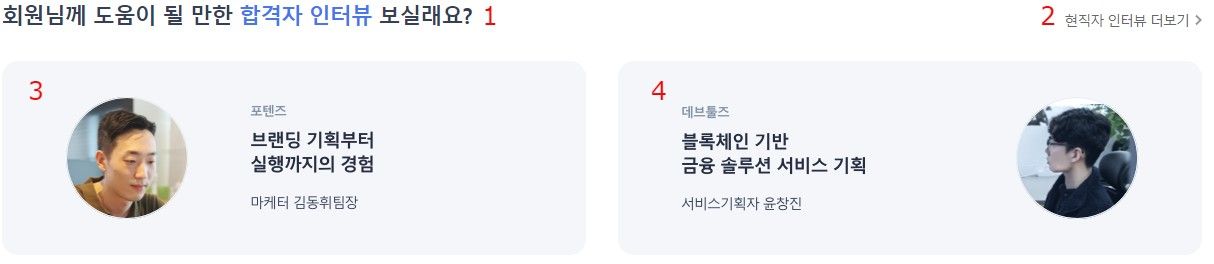 회원님께 도움이 될 만한 합격자 인터뷰 보실래요? 1
2 현직자 인터뷰 더보기 >
3
포텐즈
브랜딩 기획부터
실행까지의 경험
마케터 김동휘팀장
4
데브툴즈
블록체인 기반
금융 솔루션 서비스 기획
서비스기획자 윤창진